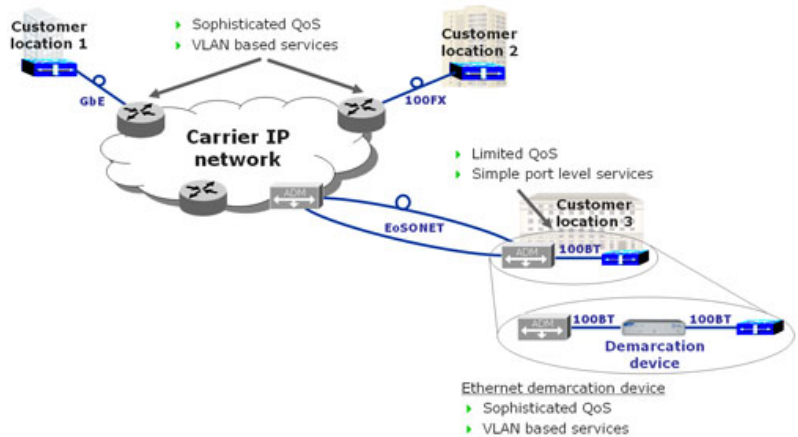 Customer
location 1
Sophisticated QoS
VLAN based services
Customer
location 2
GbE
100FX
Carrier IP
network
ADM
Limited QoS
Simple port level services
Customer
location 3
EoSONET
ADM
100BT
ADM
100BT
100BT
Demarcation
device
Ethernet demarcation device
Sophisticated QoS
VLAN based services